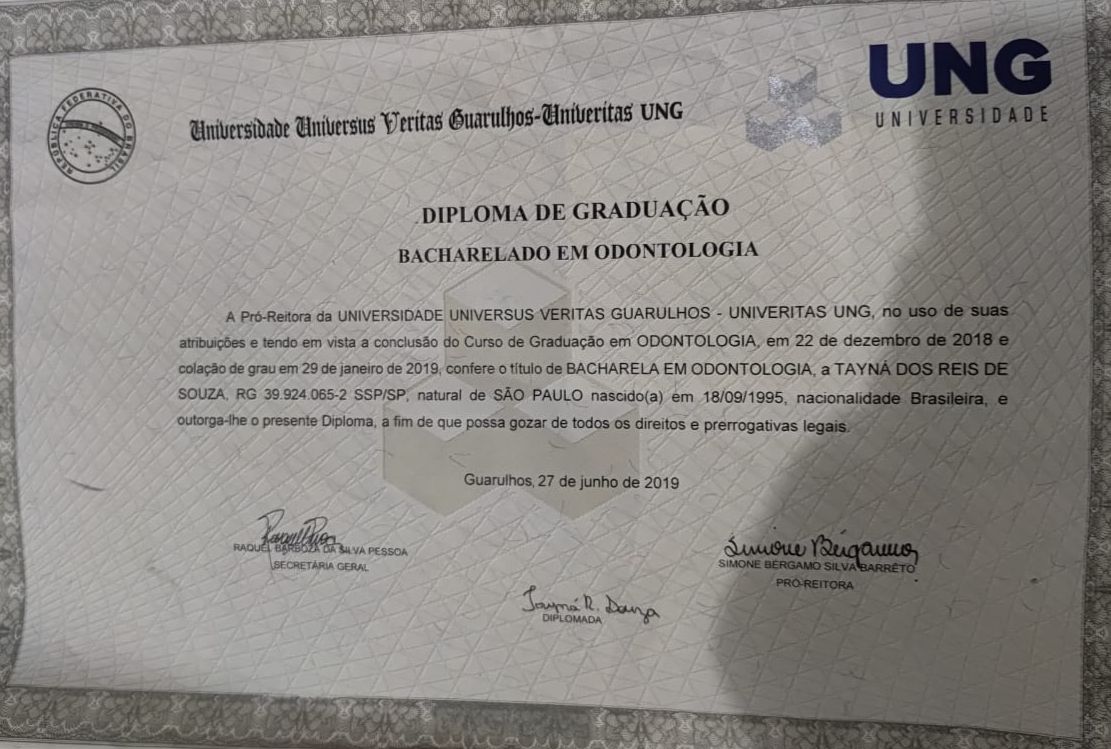 REPÚBLICA FEDERATIVA DO BRASIL
Universidade Universus Veritas Guarulhos-Univeritas UNG
UNG
UNIVERSIDADE
DIPLOMA DE GRADUAÇÃO
BACHARELADO EM ODONTOLOGIA
A Pró-Reitora da UNIVERSIDADE UNIVERSUS VERITAS GUARULHOS - UNIVERITAS UNG, no uso de suas
atribuições e tendo em vista a conclusão do Curso de Graduação em ODONTOLOGIA, em 22 de dezembro de 2018 e
colação de grau em 29 de janeiro de 2019, confere o título de BACHARELA EM ODONTOLOGIA, a TAYNÁ DOS REIS DE
SOUZA, RG 39.924.065-2 SSP/SP, natural de SÃO PAULO nascido(a) em 18/09/1995, nacionalidade Brasileira, e
outorga-lhe o presente Diploma, a fim de que possa gozar de todos os direitos e prerrogativas legais.
Guarulhos, 27 de junho de 2019
RAQUEL BARBOZA DA SILVA PESSOA
SECRETÁRIA GERAL
Simone Bergamo
SIMONE BERGAMO SILVA BARRÊTO
PRÓ-REITORA
Tayná R. Souza
DIPLOMADA